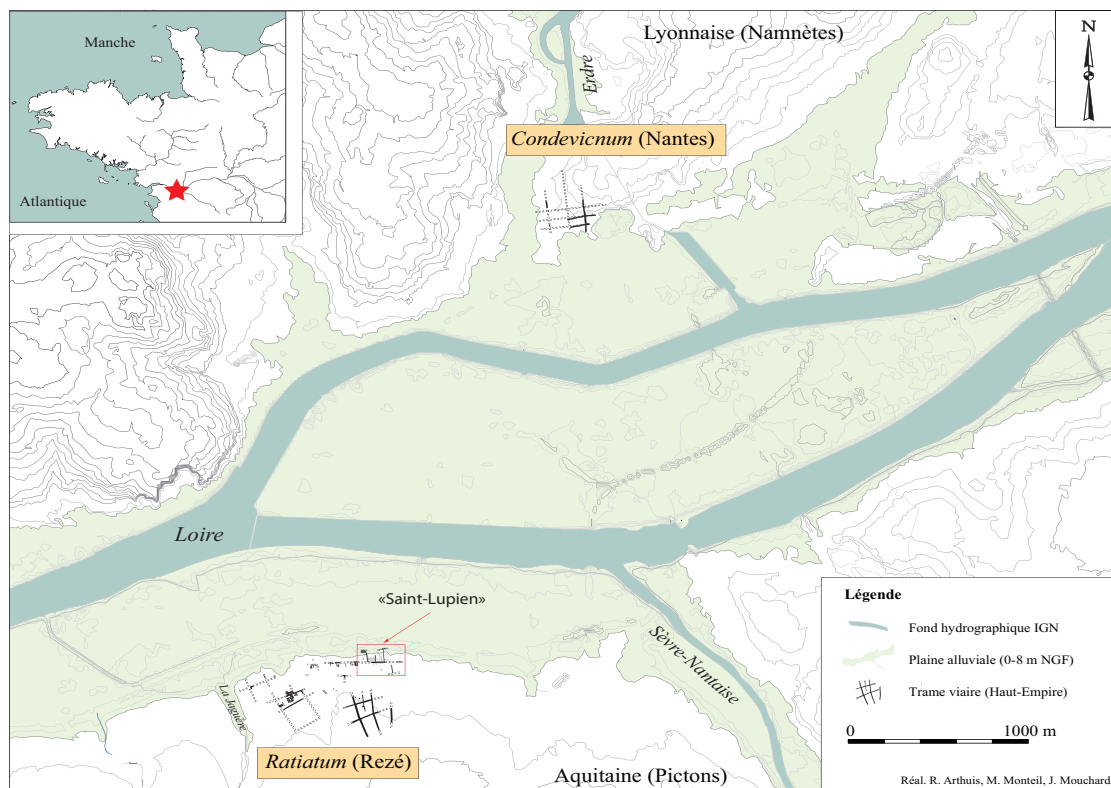 Manche
Atlantique
Lyonnaise (Namnètes)
N
Erdre
Condevicnum (Nantes)
Loire
«Saint-Lupien»
Sèvre-Nantaise
La Jaguère
Ratiatum (Rezé)
Aquitaine (Pictons)
Légende
Fond hydrographique IGN
Plaine alluviale (0-8 m NGF)
Trame viaire (Haut-Empire)
0 1000 m
Réal. R. Arthuis, M. Monteil, J. Mouchard